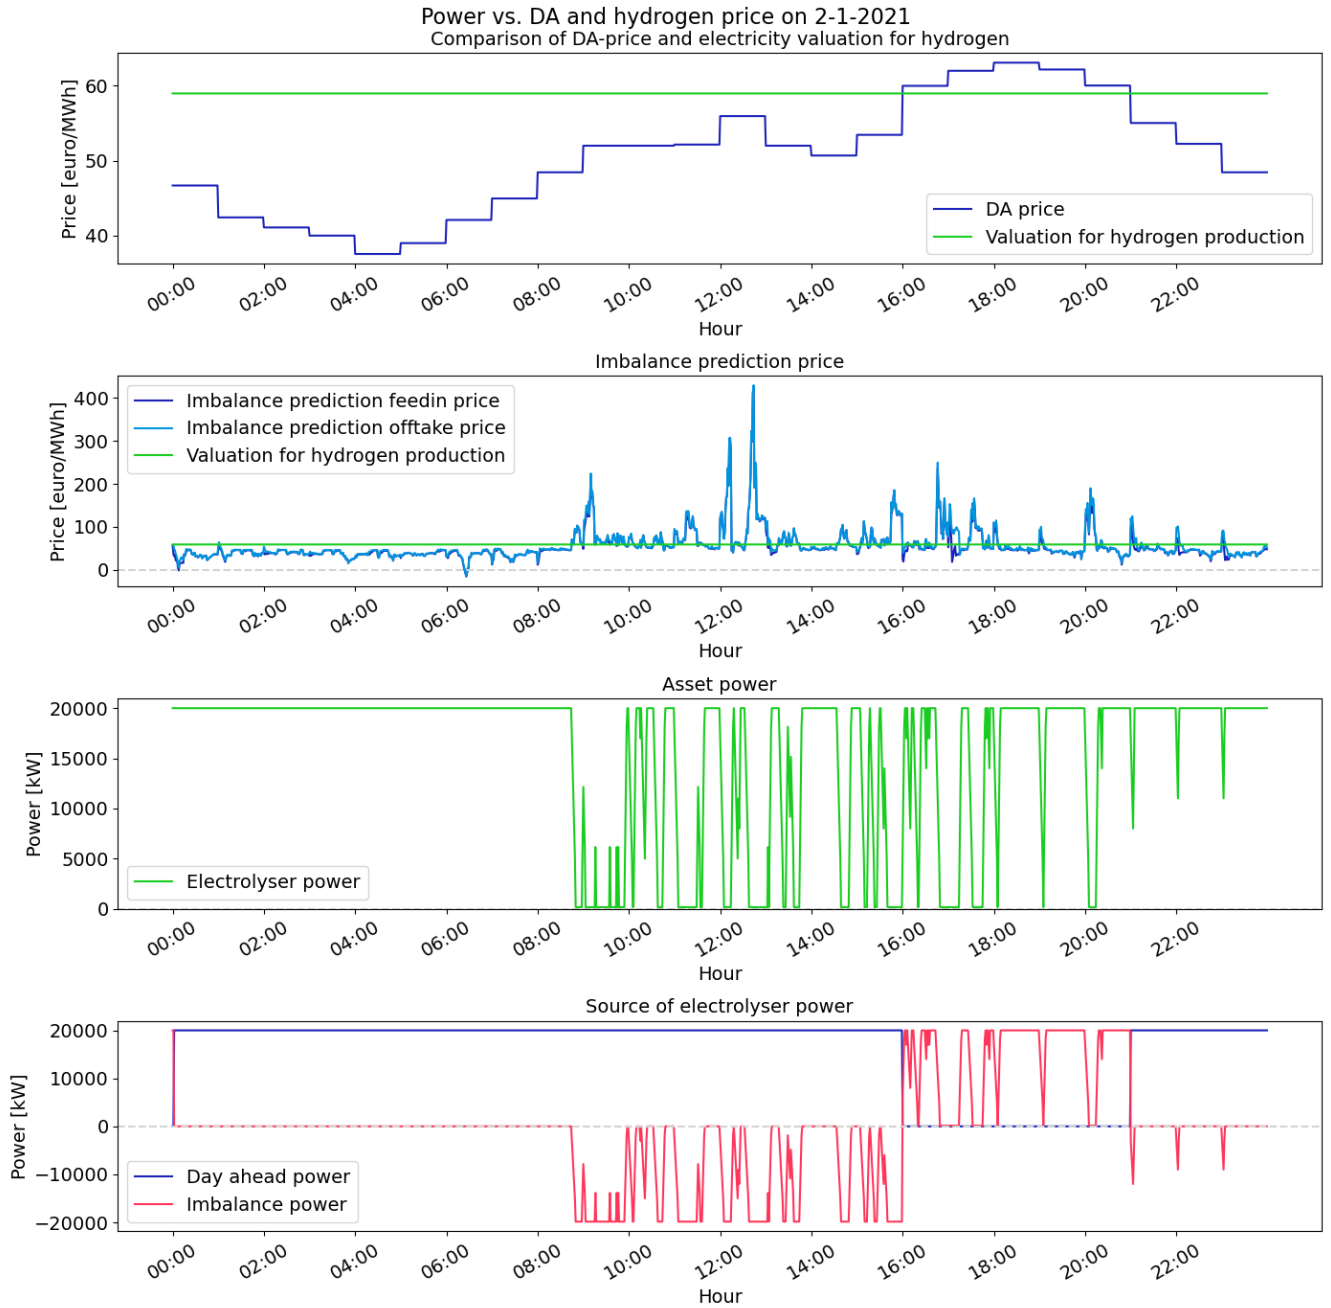 Power vs. DA and hydrogen price on 2-1-2021
Comparison of DA-price and electricity valuation for hydrogen
Price [euro/MWh]
60
50
40
DA price
Valuation for hydrogen production
00:00 02:00 04:00 06:00 08:00 10:00 12:00 14:00 16:00 18:00 20:00 22:00
Hour
Imbalance prediction price
Price [euro/MWh]
400
300
200
100
0
Imbalance prediction feedin price
Imbalance prediction offtake price
Valuation for hydrogen production
00:00 02:00 04:00 06:00 08:00 10:00 12:00 14:00 16:00 18:00 20:00 22:00
Hour
Asset power
Power [kW]
20000
15000
10000
5000
0
Electrolyser power
00:00 02:00 04:00 06:00 08:00 10:00 12:00 14:00 16:00 18:00 20:00 22:00
Hour
Source of electrolyser power
Power [kW]
20000
10000
0
−10000
−20000
Day ahead power
Imbalance power
00:00 02:00 04:00 06:00 08:00 10:00 12:00 14:00 16:00 18:00 20:00 22:00
Hour